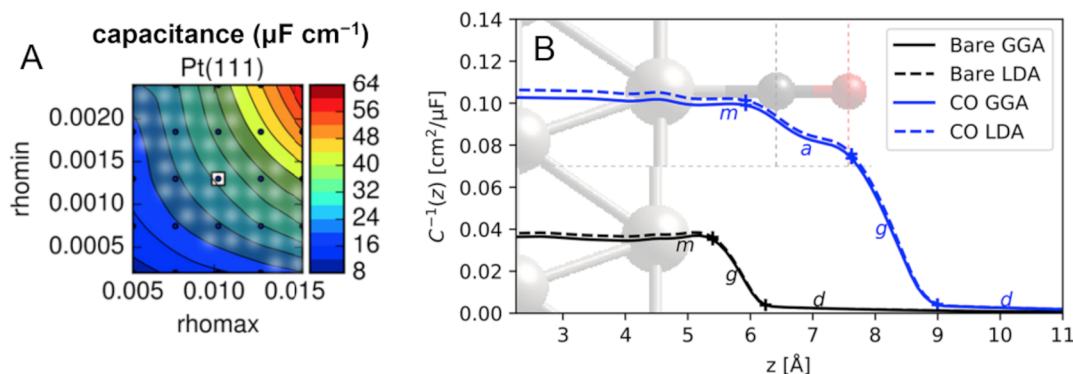 A
capacitance (μF cm⁻¹)
Pt(111)
rhomin
0.0020
0.0015
0.0010
0.0005
0.005 0.010 0.015
rhomax
64
56
48
40
32
24
16
8
B
C⁻¹(z) [cm²/μF]
0.14
0.12
0.10
0.08
0.06
0.04
0.02
0.00
Bare GGA
Bare LDA
CO GGA
CO LDA
m
a
g
d
m
g
d
3 4 5 6 7 8 9 10 11
z [Å]